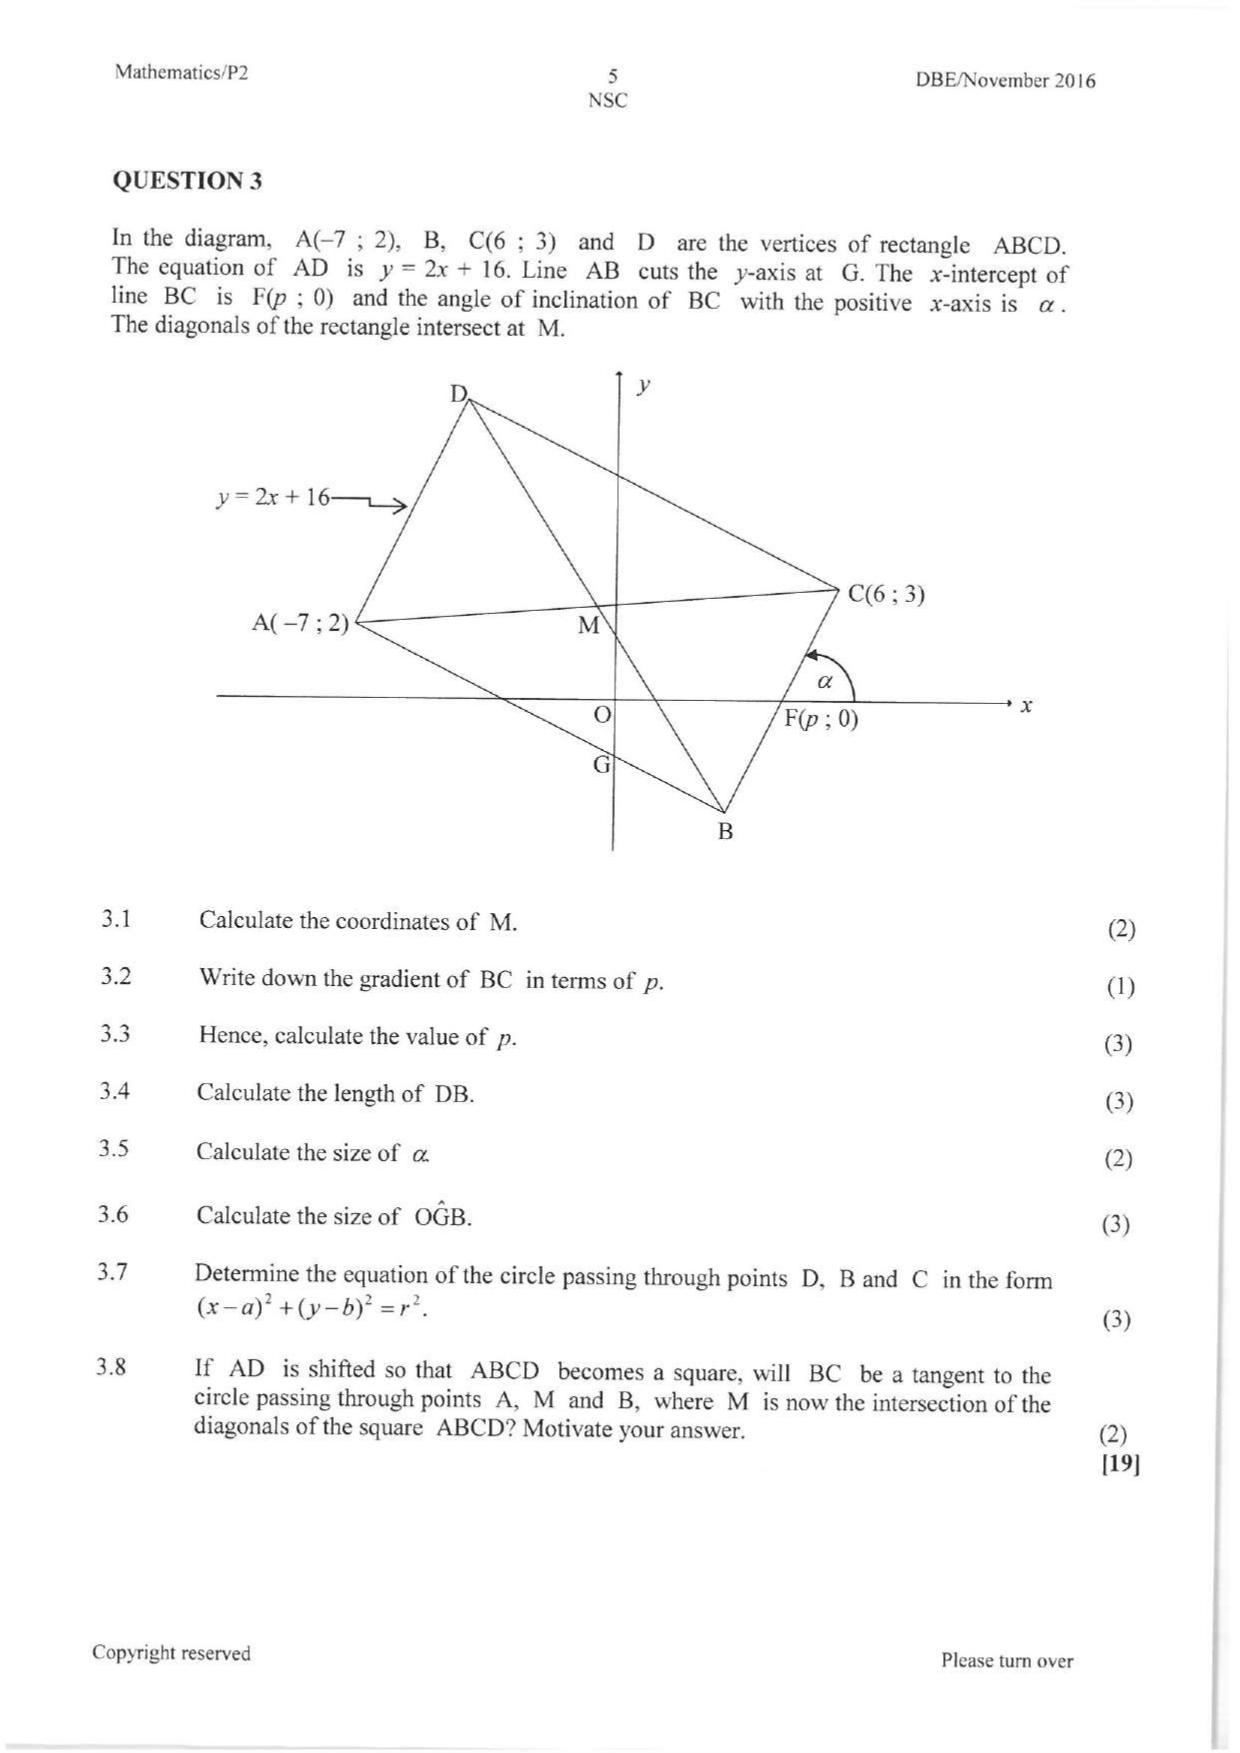 Mathematics/P2
5
NSC
DBE/November 2016
QUESTION 3
In the diagram, A(–7 ; 2), B, C(6 ; 3) and D are the vertices of rectangle ABCD.
The equation of AD is y = 2x + 16. Line AB cuts the y-axis at G. The x-intercept of
line BC is F(p ; 0) and the angle of inclination of BC with the positive x-axis is α .
The diagonals of the rectangle intersect at M.
D
y
y = 2x + 16
C(6 ; 3)
A( –7 ; 2)
M
α
x
O
F(p ; 0)
G
B
3.1 Calculate the coordinates of M. (2)
3.2 Write down the gradient of BC in terms of p. (1)
3.3 Hence, calculate the value of p. (3)
3.4 Calculate the length of DB. (3)
3.5 Calculate the size of α. (2)
3.6 Calculate the size of OĜB. (3)
3.7 Determine the equation of the circle passing through points D, B and C in the form
(x – a)² + (y – b)² = r². (3)
3.8 If AD is shifted so that ABCD becomes a square, will BC be a tangent to the
circle passing through points A, M and B, where M is now the intersection of the
diagonals of the square ABCD? Motivate your answer. (2)
[19]
Copyright reserved
Please turn over